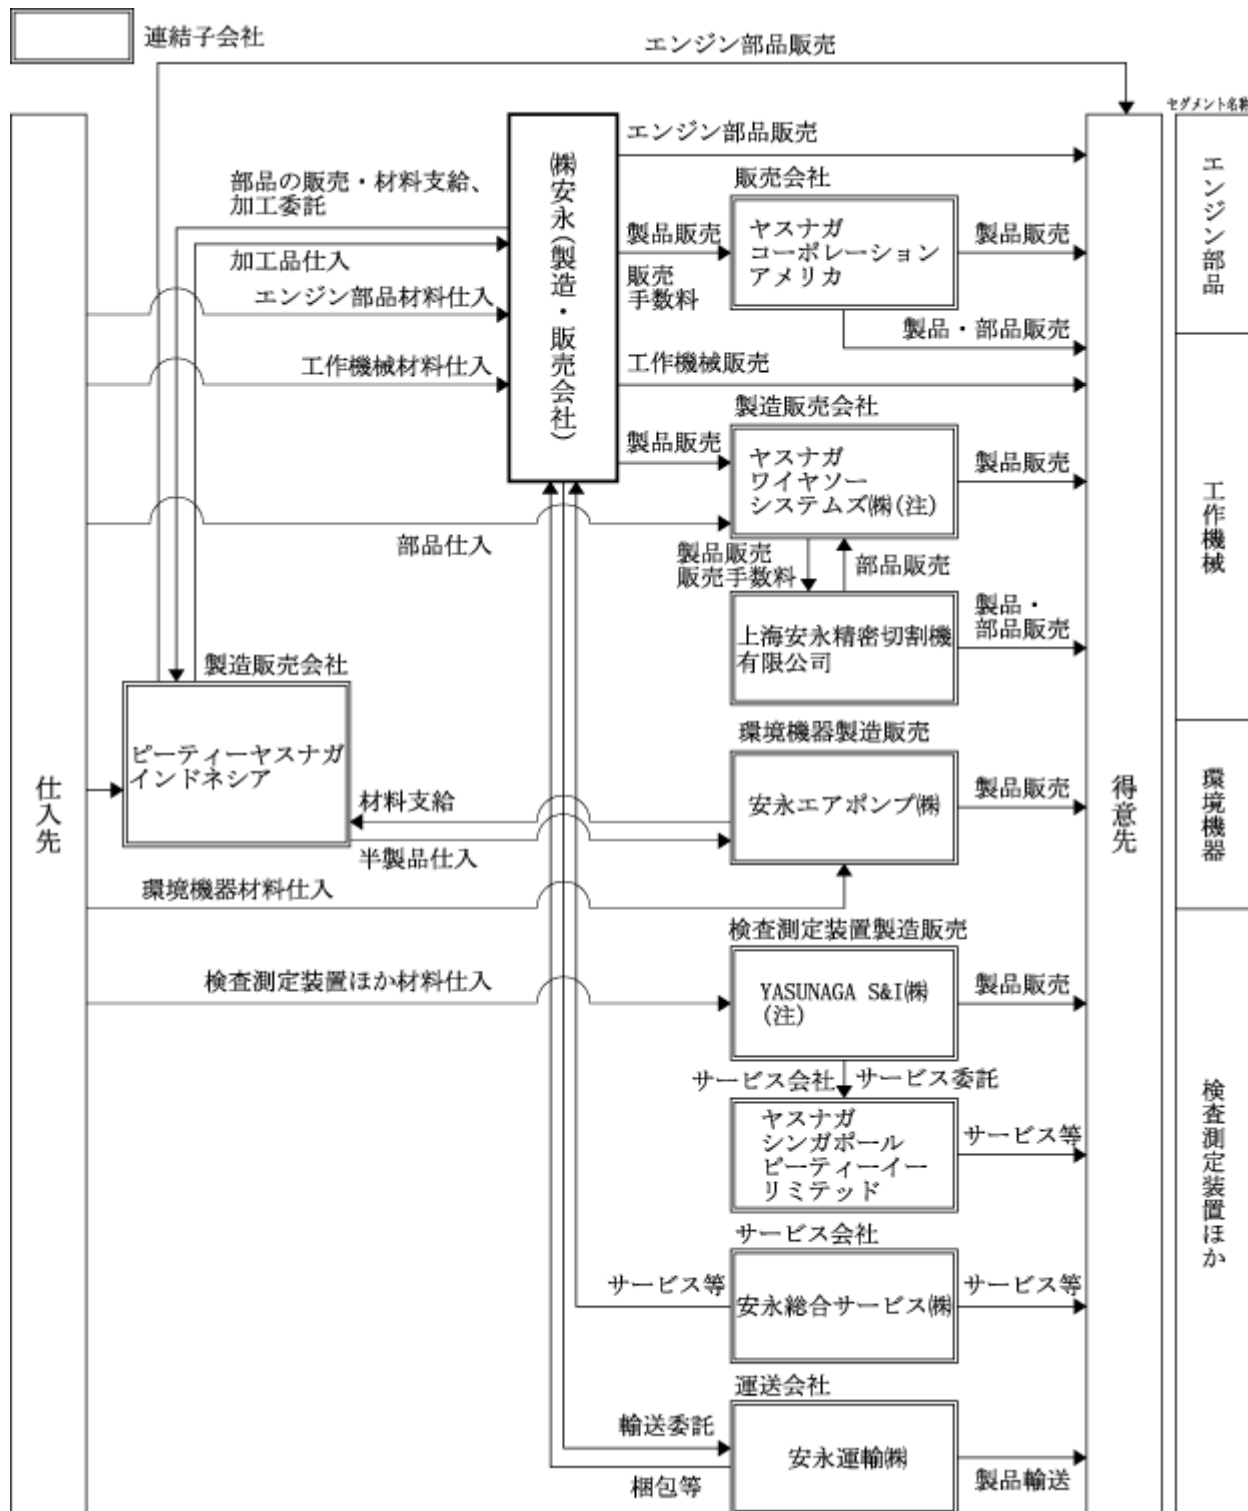 連結子会社
エンジン部品販売
セグメント名称
エンジン部品販売
部品の販売・材料支給、
加工委託
加工品仕入
エンジン部品材料仕入
工作機械材料仕入
㈱安永(製造・販売会社)
販売会社
製品販売
販売
手数料
ヤスナガ
コーポレーション
アメリカ
製品販売
製品・部品販売
エンジン部品
工作機械販売
製造販売会社
製品販売
ヤスナガ
ワイヤソー
システムズ㈱(注)
製品販売
部品仕入
製品販売
販売手数料
部品販売
上海安永精密切割機
有限公司
製品・
部品販売
工作機械
製造販売会社
ピーティーヤスナガ
インドネシア
仕入先
環境機器製造販売
安永エアポンプ㈱
製品販売
材料支給
半製品仕入
環境機器材料仕入
得意先
環境機器
検査測定装置製造販売
検査測定装置ほか材料仕入
YASUNAGA S&I㈱
(注)
製品販売
サービス会社
サービス委託
ヤスナガ
シンガポール
ピーティーイー
リミテッド
サービス等
検査測定装置ほか
サービス会社
サービス等
安永総合サービス㈱
サービス等
運送会社
輸送委託
梱包等
安永運輸㈱
製品輸送